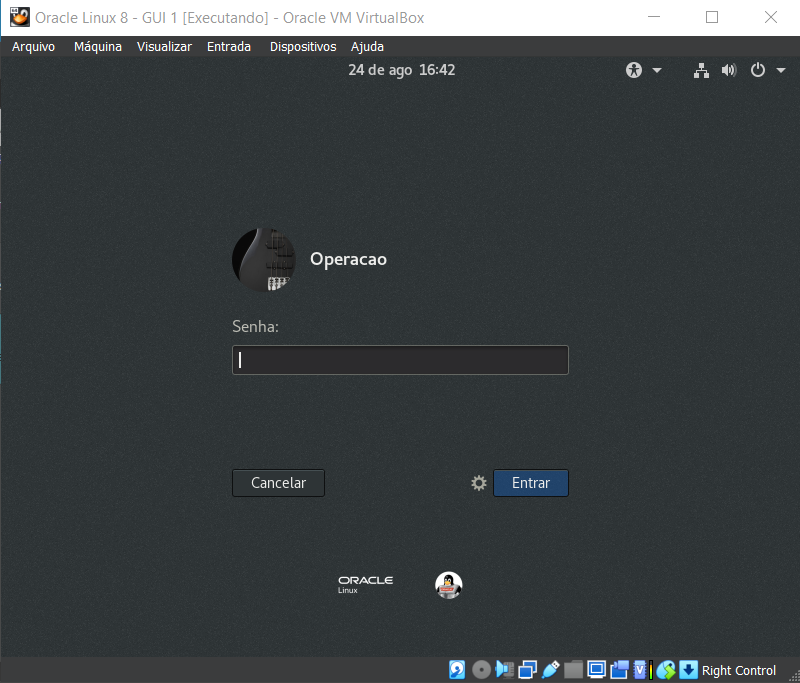 Oracle Linux 8 - GUI 1 [Executando] - Oracle VM VirtualBox
Arquivo Máquina Visualizar Entrada Dispositivos Ajuda
24 de ago 16:42
Operacao
Senha:
Cancelar Entrar
ORACLE
Linux
Right Control